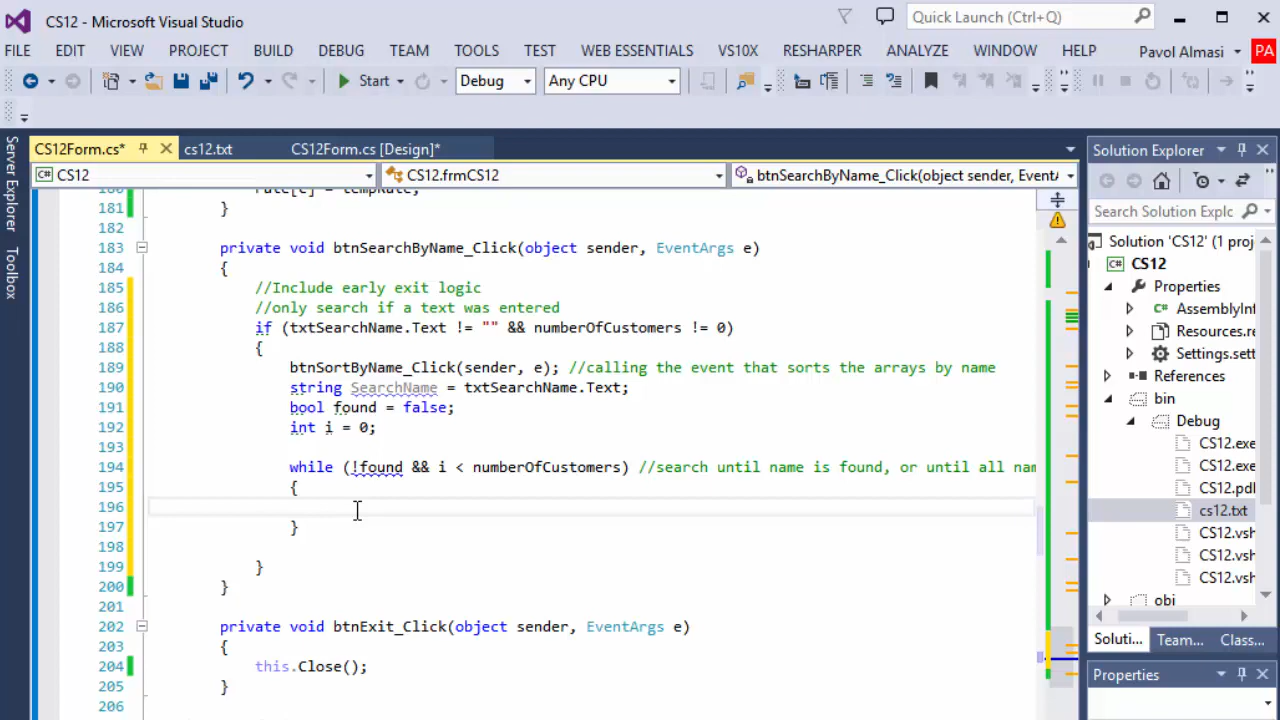 CS12 - Microsoft Visual Studio
Quick Launch (Ctrl+Q)
FILE EDIT VIEW PROJECT BUILD DEBUG TEAM TOOLS TEST WEB ESSENTIALS VS10X RESHARPER ANALYZE WINDOW HELP Pavol Almasi PA
Start Debug Any CPU
Server Explorer
Toolbox
CS12Form.cs* cs12.txt CS12Form.cs [Design]*
CS12 CS12.frmCS12 btnSearchByName_Click(object sender, EventA
181 }
182
183 private void btnSearchByName_Click(object sender, EventArgs e)
184 {
185 //Include early exit logic
186 //only search if a text was entered
187 if (txtSearchName.Text != "" && numberOfCustomers != 0)
188 {
189 btnSortByName_Click(sender, e); //calling the event that sorts the arrays by name
190 string SearchName = txtSearchName.Text;
191 bool found = false;
192 int i = 0;
193
194 while (!found && i < numberOfCustomers) //search until name is found, or until all nam
195 {
196
197 }
198
199 }
200 }
201
202 private void btnExit_Click(object sender, EventArgs e)
203 {
204 this.Close();
205 }
206
Solution Explorer
Search Solution Explo
Solution 'CS12' (1 proj
C# CS12
Properties
AssemblyInf
Resources.re
Settings.sett
References
bin
Debug
CS12.exe
CS12.exe
CS12.pd
cs12.txt
CS12.vsh
CS12.vsh
CS12.vsh
obj
Soluti... Team... Class...
Properties